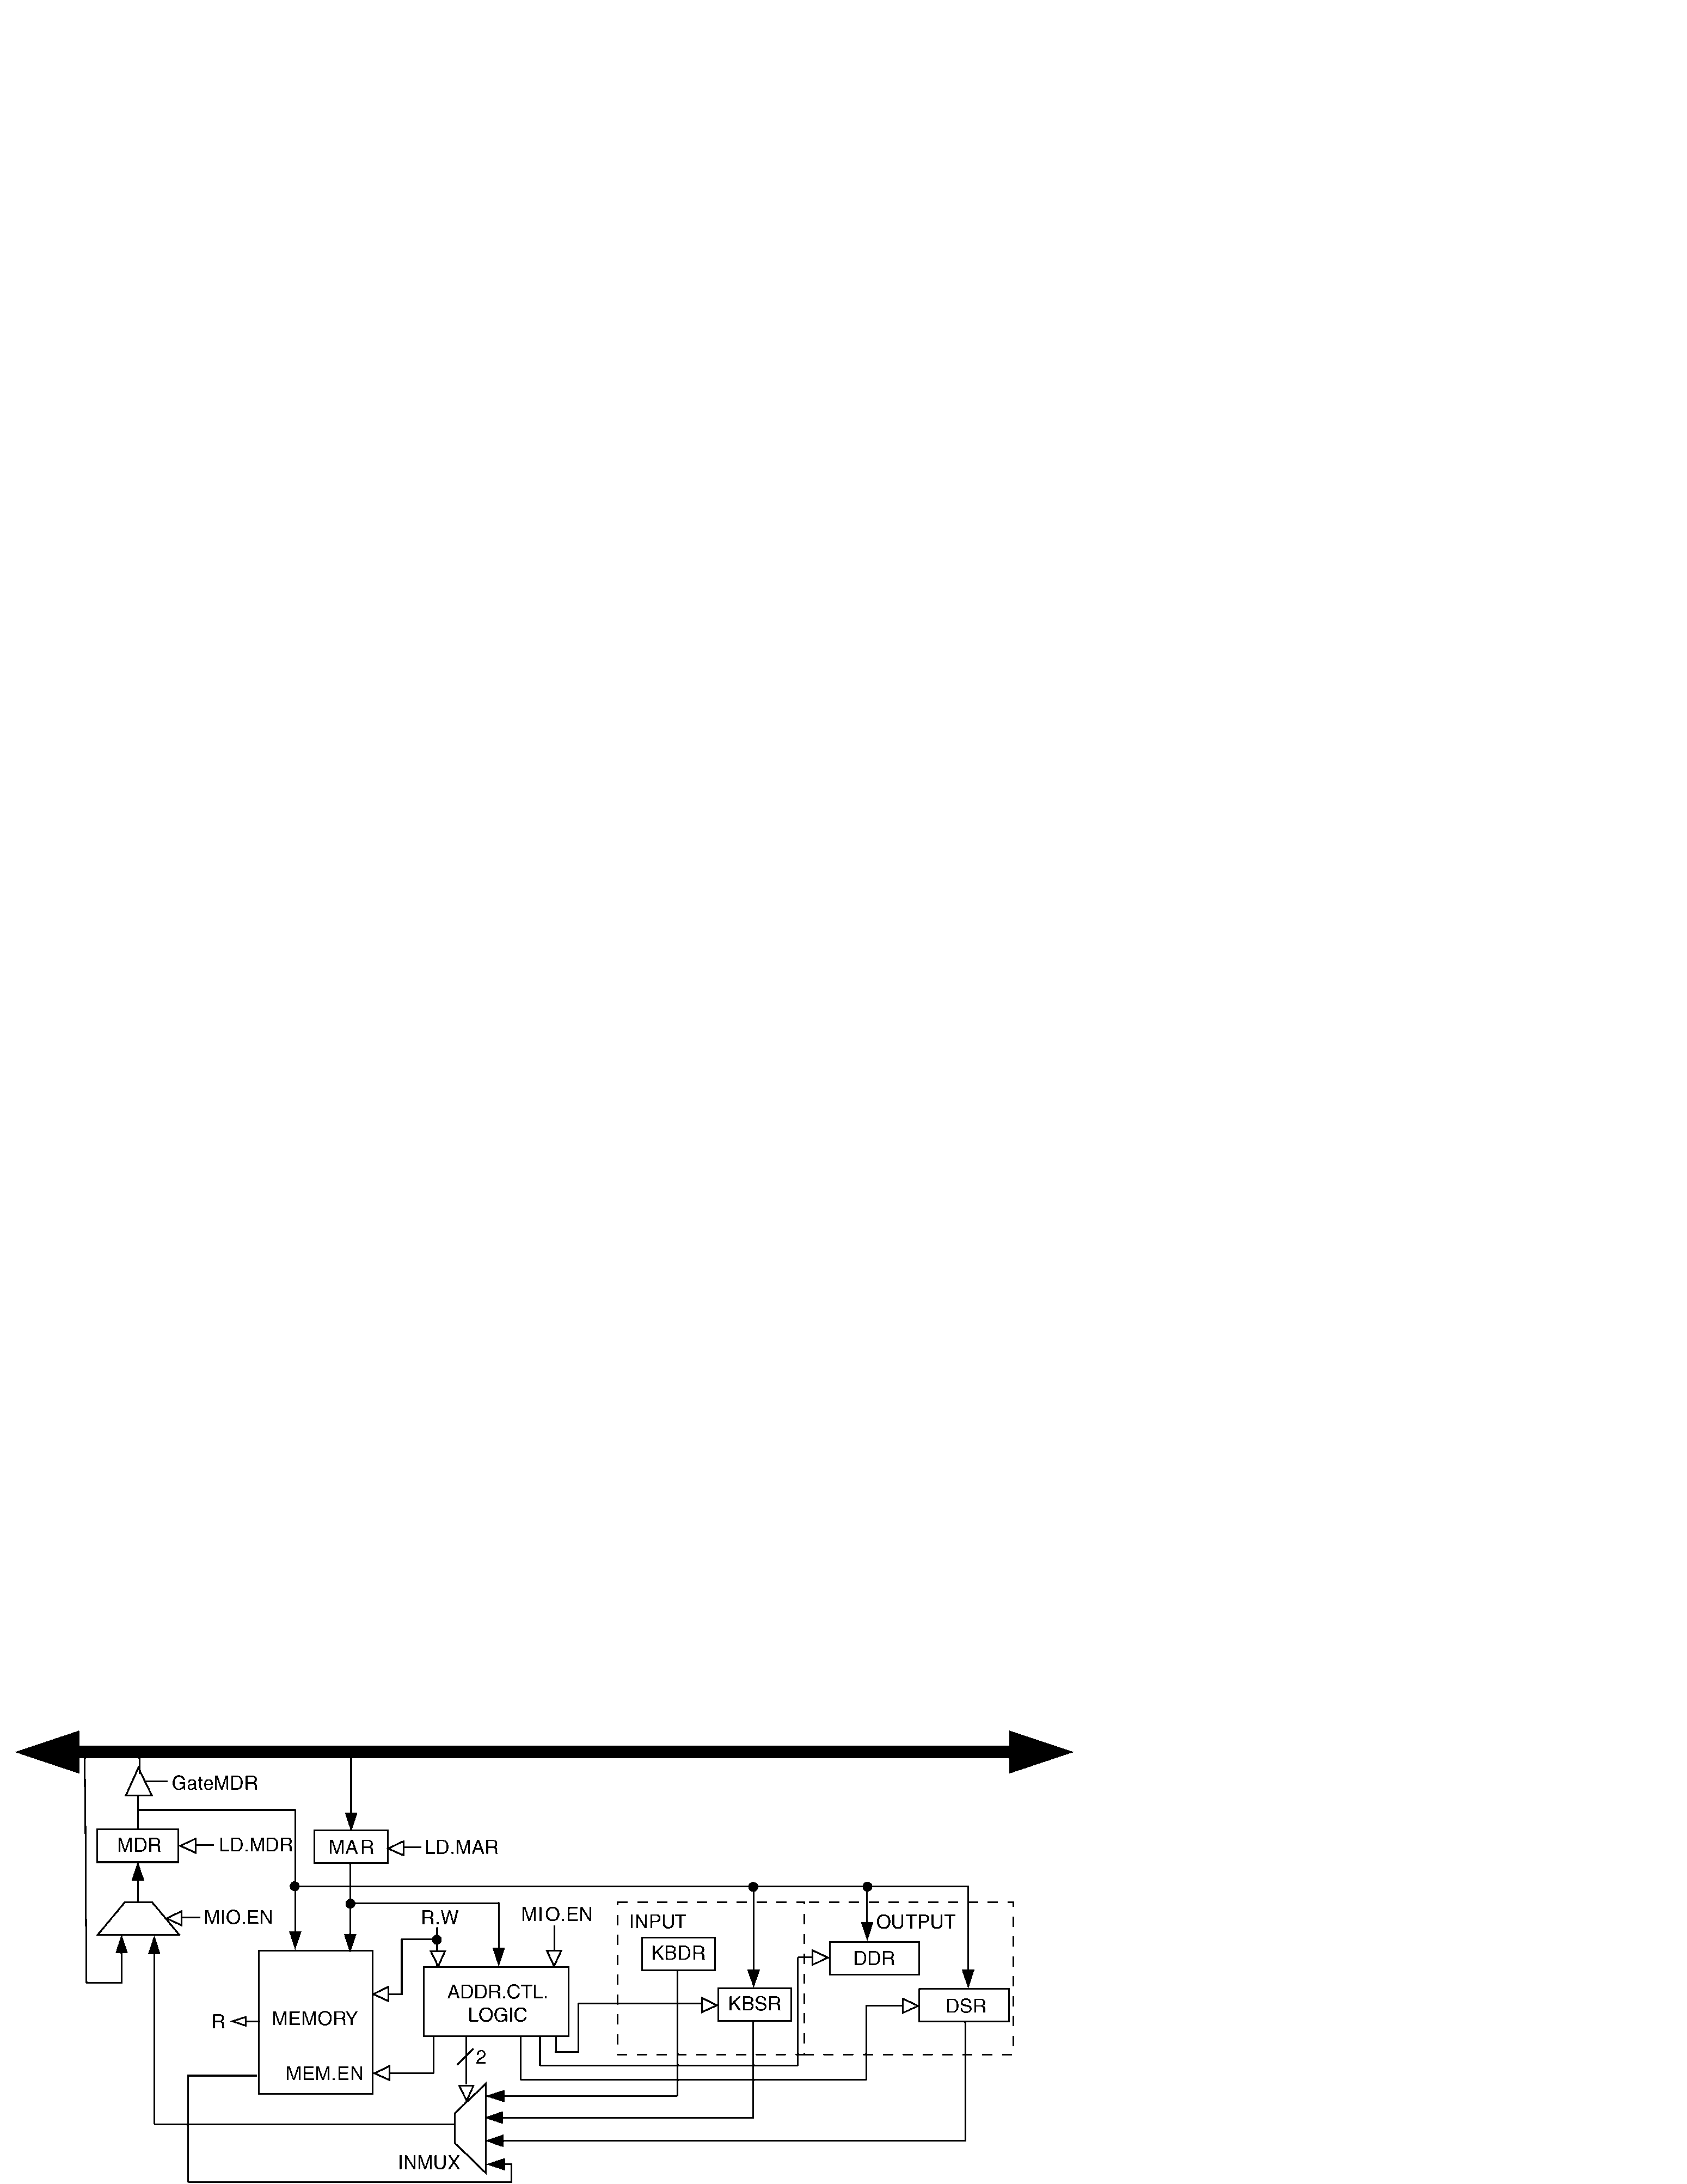 GateMDR
MDR
LD.MDR
MAR
LD.MAR
MIO.EN
R.W
MIO.EN
INPUT
OUTPUT
KBDR
DDR
ADDR.CTL.
LOGIC
KBSR
DSR
R
MEMORY
2
MEM.EN
INMUX